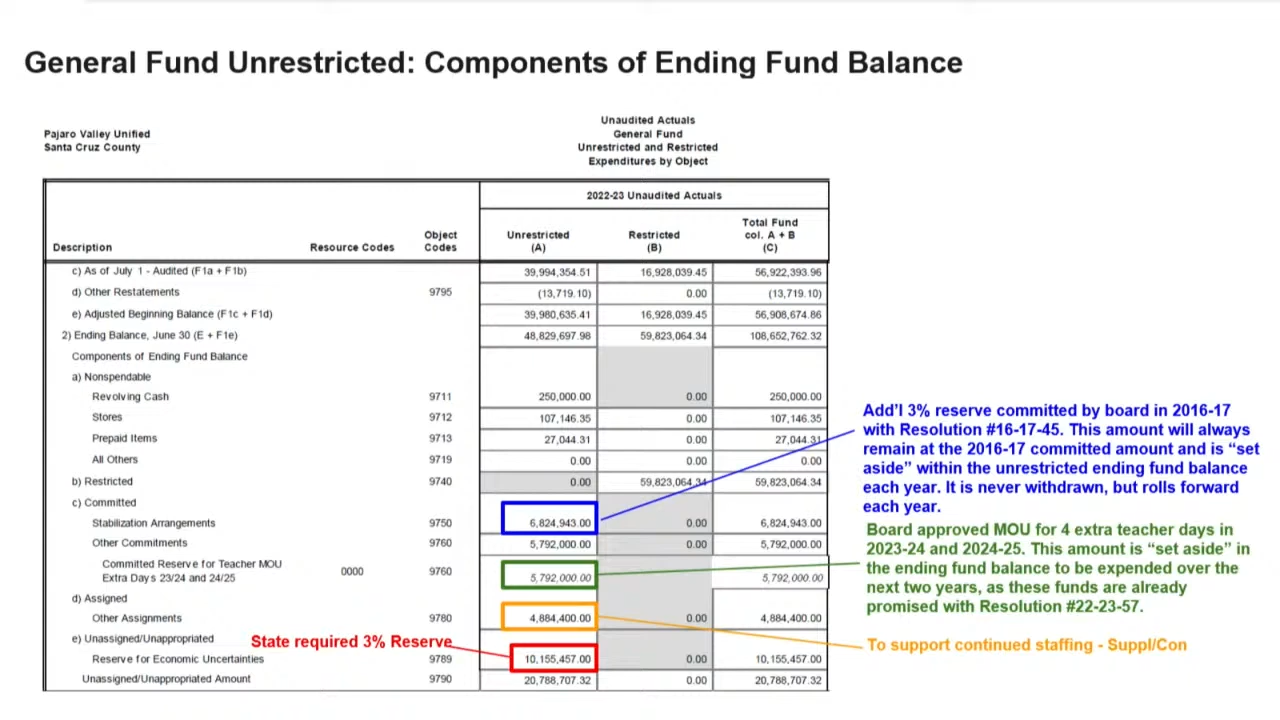 General Fund Unrestricted: Components of Ending Fund Balance
Pajaro Valley Unified
Santa Cruz County
Unaudited Actuals
General Fund
Unrestricted and Restricted
Expenditures by Object
2022-23 Unaudited Actuals
Description Resource Codes Object Codes Unrestricted (A) Restricted (B) Total Fund col. A + B (C)
c) As of July 1 - Audited (F1a + F1b) 39,994,354.51 16,928,039.45 56,922,393.96
d) Other Restatements 9795 (13,719.10) 0.00 (13,719.10)
e) Adjusted Beginning Balance (F1c + F1d) 39,980,635.41 16,928,039.45 56,908,674.86
2) Ending Balance, June 30 (E + F1e) 48,829,697.98 59,823,064.34 108,652,762.32
Components of Ending Fund Balance
a) Nonspendable
Revolving Cash 9711 250,000.00 0.00 250,000.00
Stores 9712 107,146.35 0.00 107,146.35
Prepaid Items 9713 27,044.31 0.00 27,044.31
All Others 9719 0.00 0.00 0.00
b) Restricted 9740 0.00 59,823,064.34 59,823,064.34
c) Committed
Stabilization Arrangements 9750 6,824,943.00 0.00 6,824,943.00
Other Commitments 9760 5,792,000.00 0.00 5,792,000.00
Committed Reserve for Teacher MOU
Extra Days 23/24 and 24/25 0000 9760 5,792,000.00 5,792,000.00
d) Assigned
Other Assignments 9780 4,884,400.00 0.00 4,884,400.00
e) Unassigned/Unappropriated
State required 3% Reserve
Reserve for Economic Uncertainties 9789 10,155,457.00 0.00 10,155,457.00
Unassigned/Unappropriated Amount 9790 20,788,707.32 0.00 20,788,707.32
Add'l 3% reserve committed by board in 2016-17
with Resolution #16-17-45. This amount will always
remain at the 2016-17 committed amount and is “set
aside” within the unrestricted ending fund balance
each year. It is never withdrawn, but rolls forward
each year.
Board approved MOU for 4 extra teacher days in
2023-24 and 2024-25. This amount is “set aside” in
the ending fund balance to be expended over the
next two years, as these funds are already
promised with Resolution #22-23-57.
To support continued staffing - Suppl/Con